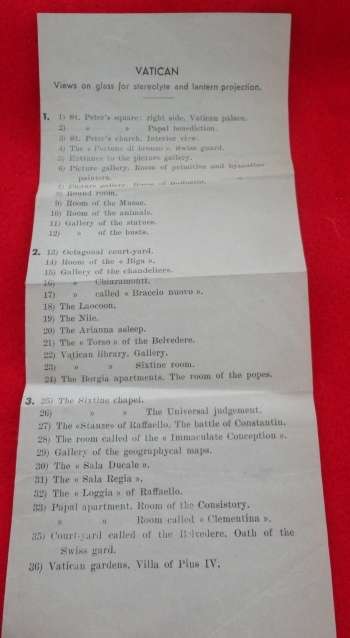 VATICAN
Views on glass for stereolyte and lantern projection.
1. 1) St. Peter's square: right side, Vatican palace.
2) » » Papal benediction.
3) St. Peter's church. Interior view.
4) The « Portone di bronzo ». Swiss guard.
5) Entrance to the picture gallery.
6) Picture gallery. Room of primitive and byzantine
painters.
7) Picture gallery. Room of
8) Round room.
9) Room of the Muses.
10) Room of the animals.
11) Gallery of the statues.
12) » of the busts.
2. 13) Octagonal court-yard.
14) Room of the « Biga ».
15) Gallery of the chandeliers.
16) » Chiaramonti.
17) » called « Braccio nuovo ».
18) The Laocoon.
19) The Nile.
20) The Arianna asleep.
21) The « Torso » of the Belvedere.
22) Vatican library. Gallery.
23) » » Sixtine room.
24) The Borgia apartments. The room of the popes.
3. 25) The Sixtine chapel.
26) » » The Universal judgement.
27) The «Stanze» of Raffaello. The battle of Constantin.
28) The room called of the « Immaculate Conception ».
29) Gallery of the geographycal maps.
30) The « Sala Ducale ».
31) The « Sala Regia ».
32) The « Loggia » of Raffaello.
33) Papal apartment. Room of the Consistory.
» » Room called « Clementina ».
35) Court-yard called of the Belvedere. Oath of the
Swiss gard.
36) Vatican gardens. Villa of Pius IV.